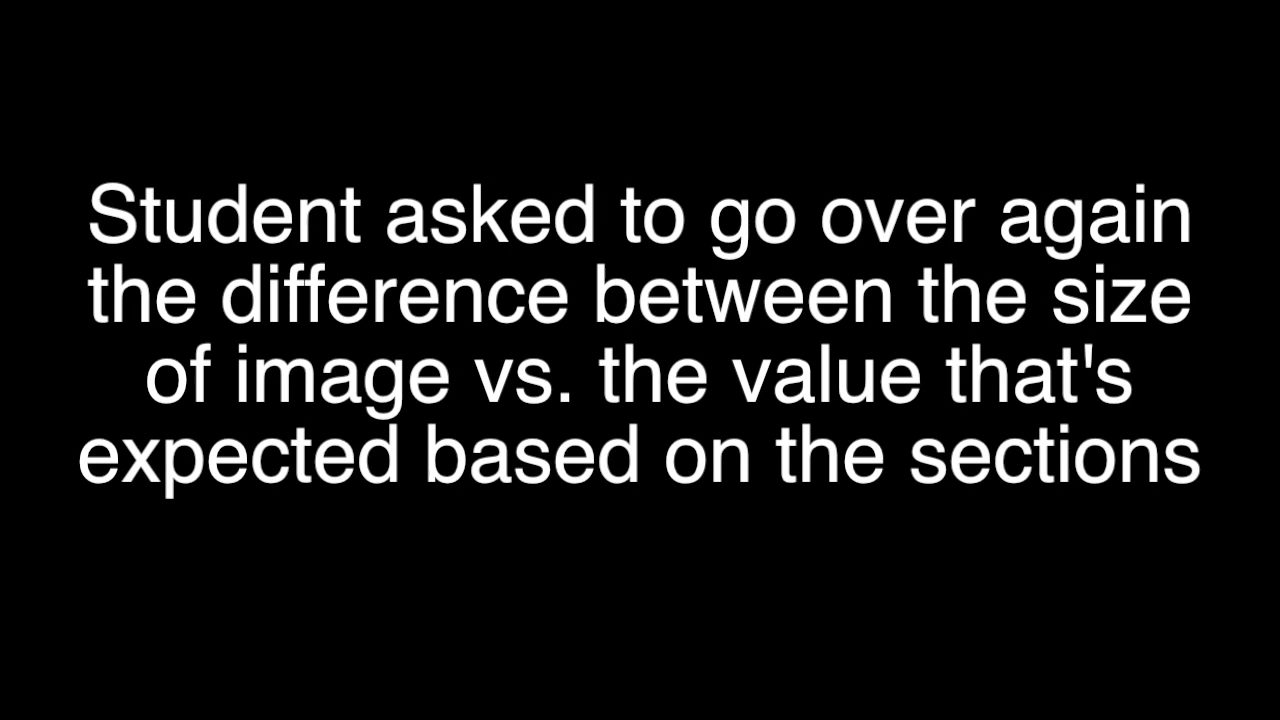 Student asked to go over again
the difference between the size
of image vs. the value that's
expected based on the sections